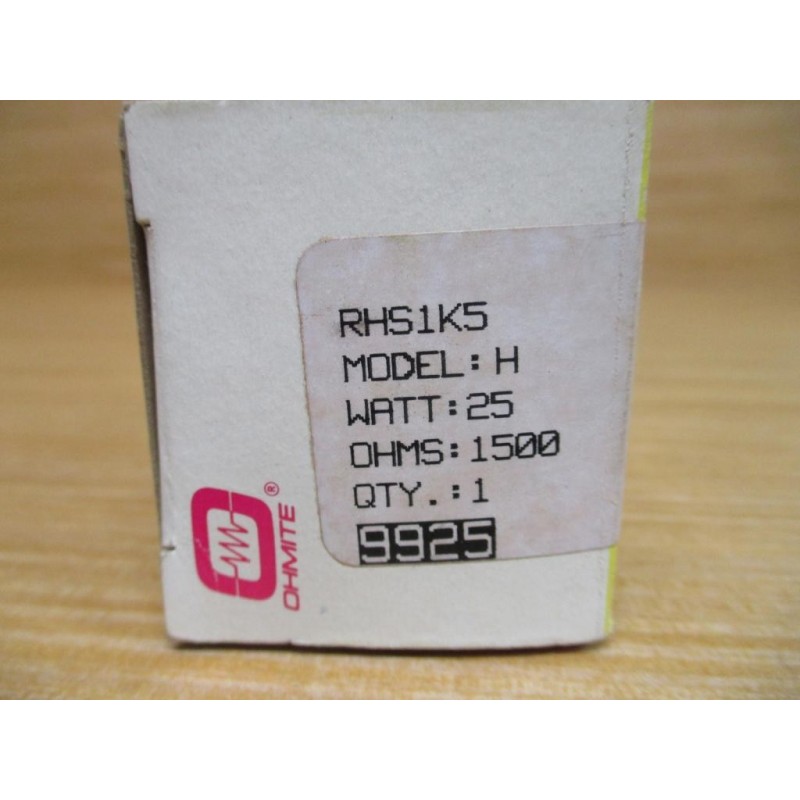 RHS1K5
MODEL: H
WATT: 25
OHMS: 1500
QTY.: 1
9925
OHMITE®